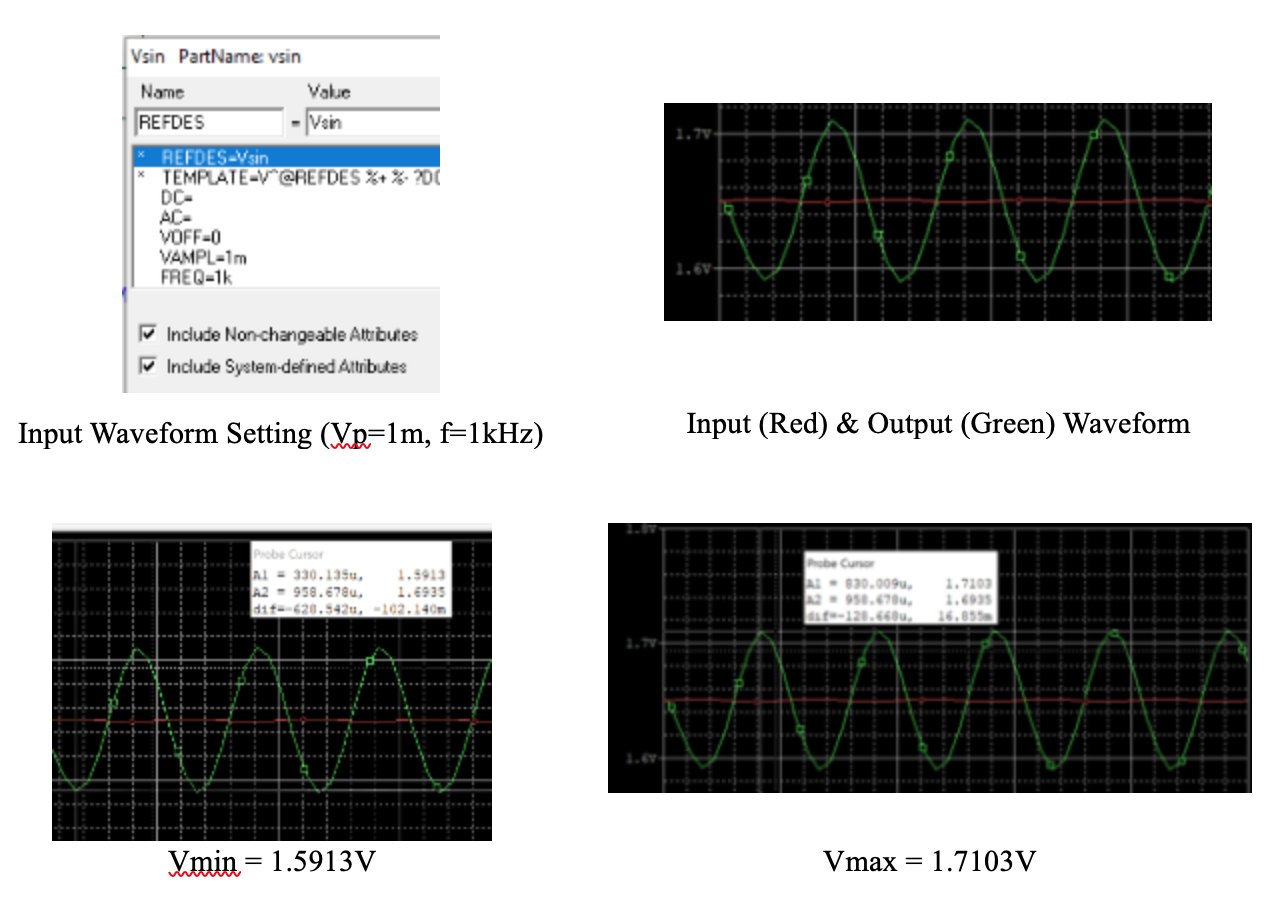 Vsin PartName: vsin
Name Value
REFDES = Vsin
* REFDES=Vsin
* TEMPLATE=V^@REFDES %+ %- ?DC
DC=
AC=
VOFF=0
VAMPL=1m
FREQ=1k
Include Non-changeable Attributes
Include System-defined Attributes
Input Waveform Setting (Vp=1m, f=1kHz)
1.7V
1.6V
Input (Red) & Output (Green) Waveform
Probe Cursor
A1 = 330.135u, 1.5913
A2 = 958.678u, 1.6935
dif=-628.542u, -102.140m
Vmin = 1.5913V
1.8V
Probe Cursor
A1 = 830.009u, 1.7103
A2 = 958.678u, 1.6935
dif=-128.668u, 16.855m
1.7V
1.6V
Vmax = 1.7103V